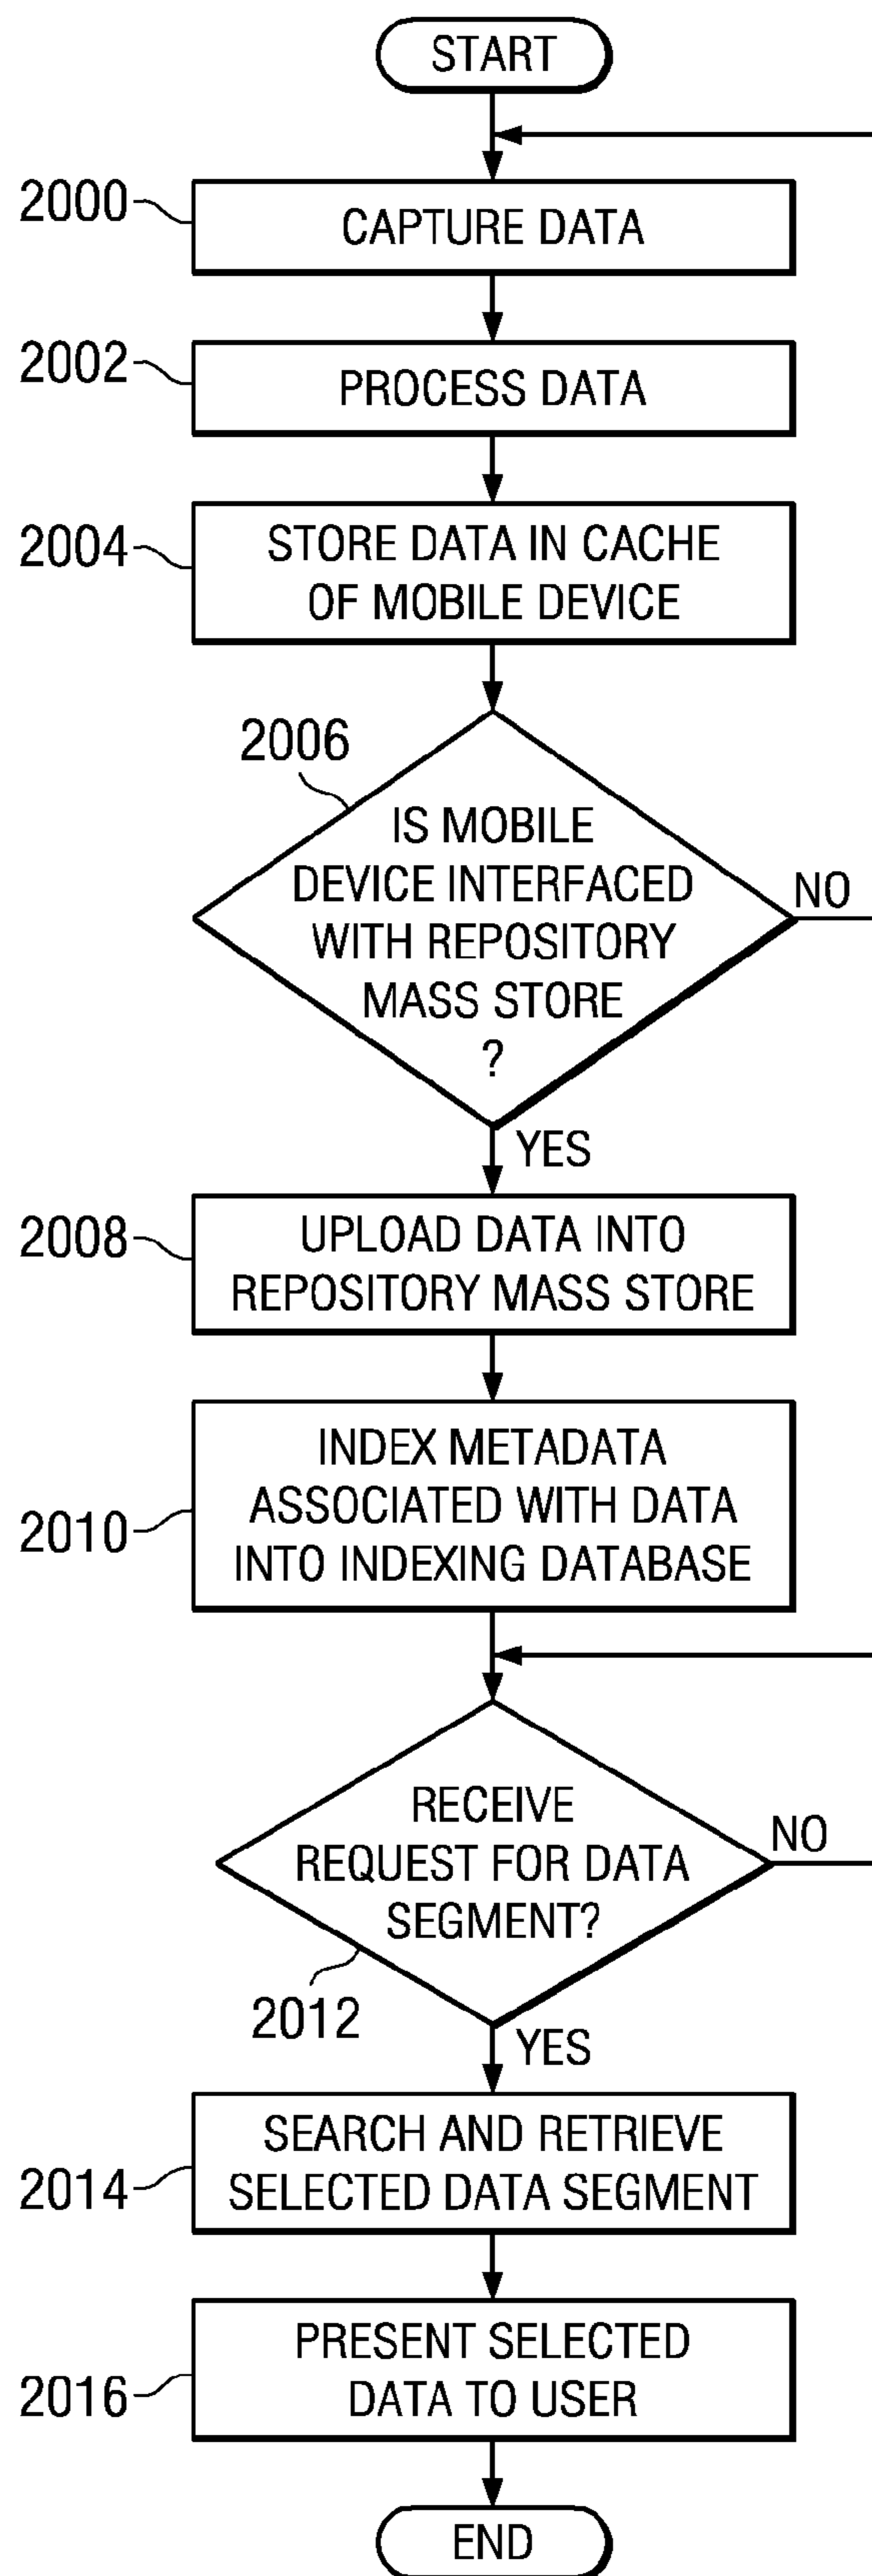 START
2000
CAPTURE DATA
2002
PROCESS DATA
2004
STORE DATA IN CACHE
OF MOBILE DEVICE
2006
IS MOBILE
DEVICE INTERFACED
WITH REPOSITORY
MASS STORE
?
NO
YES
2008
UPLOAD DATA INTO
REPOSITORY MASS STORE
2010
INDEX METADATA
ASSOCIATED WITH DATA
INTO INDEXING DATABASE
RECEIVE
REQUEST FOR DATA
SEGMENT?
NO
2012
YES
2014
SEARCH AND RETRIEVE
SELECTED DATA SEGMENT
2016
PRESENT SELECTED
DATA TO USER
END